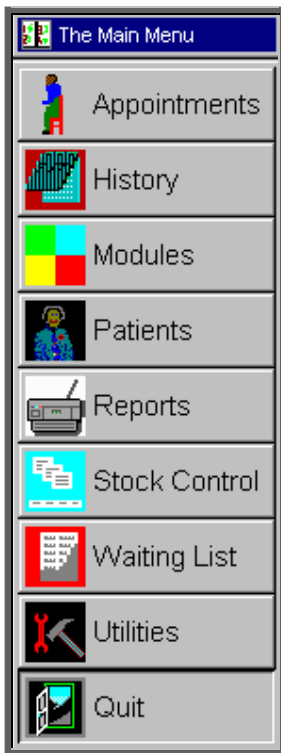 The Main Menu
Appointments
History
Modules
Patients
Reports
Stock Control
Waiting List
Utilities
Quit